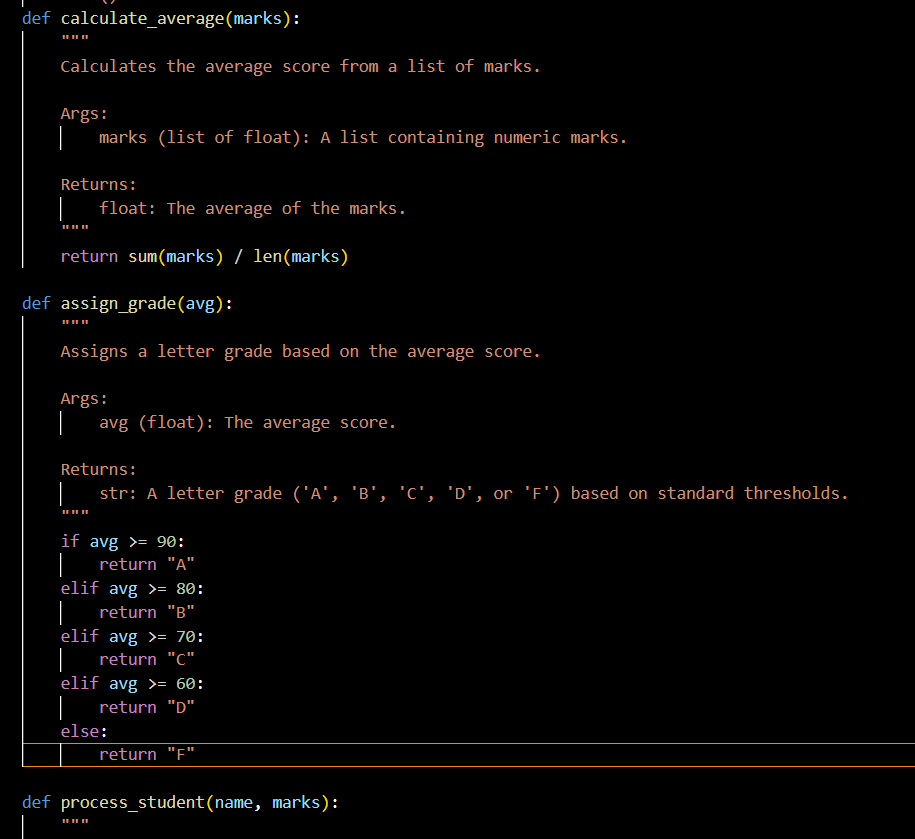 def calculate_average(marks):
    """
    Calculates the average score from a list of marks.

    Args:
        marks (list of float): A list containing numeric marks.

    Returns:
        float: The average of the marks.
    """
    return sum(marks) / len(marks)

def assign_grade(avg):
    """
    Assigns a letter grade based on the average score.

    Args:
        avg (float): The average score.

    Returns:
        str: A letter grade ('A', 'B', 'C', 'D', or 'F') based on standard thresholds.
    """
    if avg >= 90:
        return "A"
    elif avg >= 80:
        return "B"
    elif avg >= 70:
        return "C"
    elif avg >= 60:
        return "D"
    else:
        return "F"

def process_student(name, marks):
    """